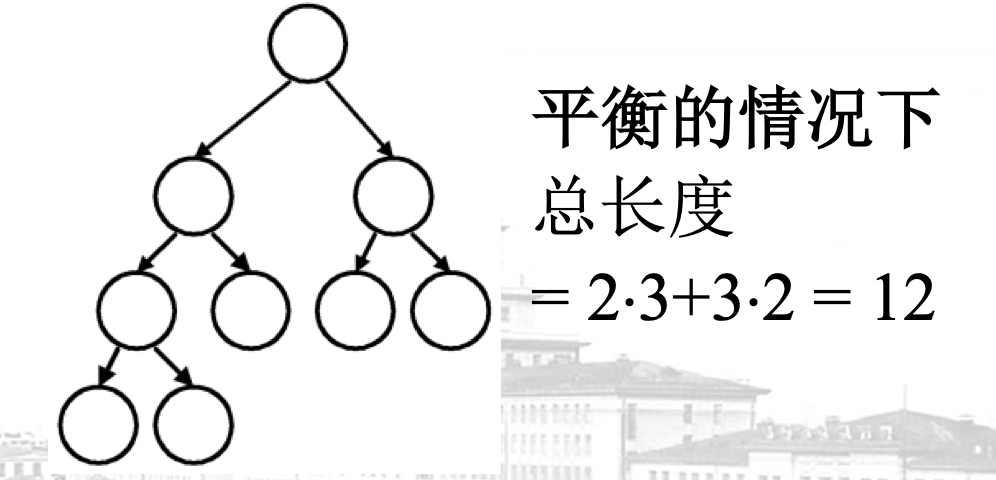 平衡的情况下
总长度
= 2·3+3·2 = 12